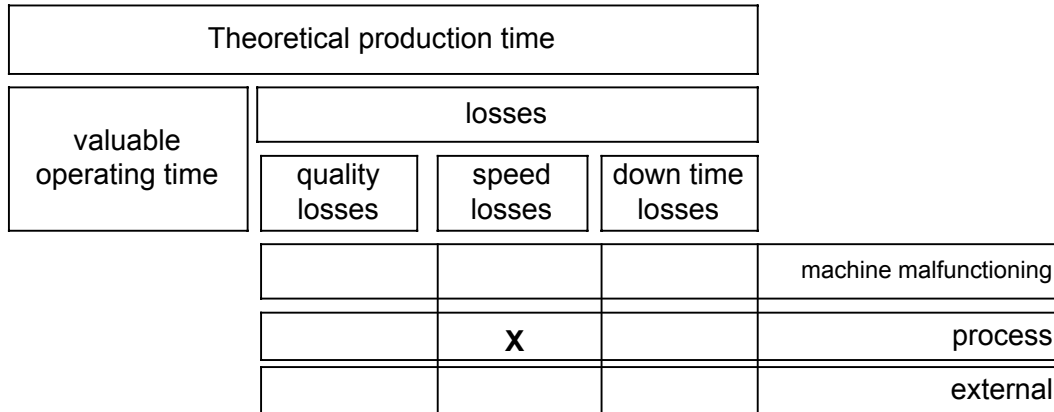 Theoretical production time
losses
valuable
operating time
quality
losses
speed
losses
down time
losses
machine malfunctioning
X
process
external